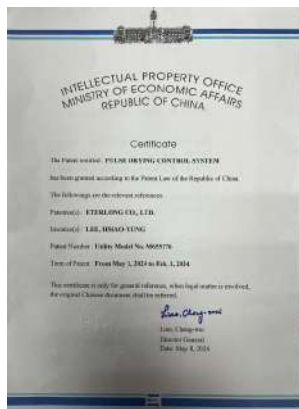 INTELLECTUAL PROPERTY OFFICE
MINISTRY OF ECONOMIC AFFAIRS
REPUBLIC OF CHINA
Certificate
The Patent entitled : PULSE DRYING CONTROL SYSTEM
has been granted according to the Patent Law of the Republic of China.
The followings are the relevant references
Patentee(s) : ETERLONG CO., LTD.
Inventor(s) : LEE, HSIAO-YUNG
Patent Number : Utility Model No. M655776
Term of Patent : From May 1, 2024 to Feb. 1, 2034
This certificate is only for general reference, when legal matter is involved,
the original Chinese document shall be referred.
Liao, Cheng-wei
Director General
Date: May 8, 2024